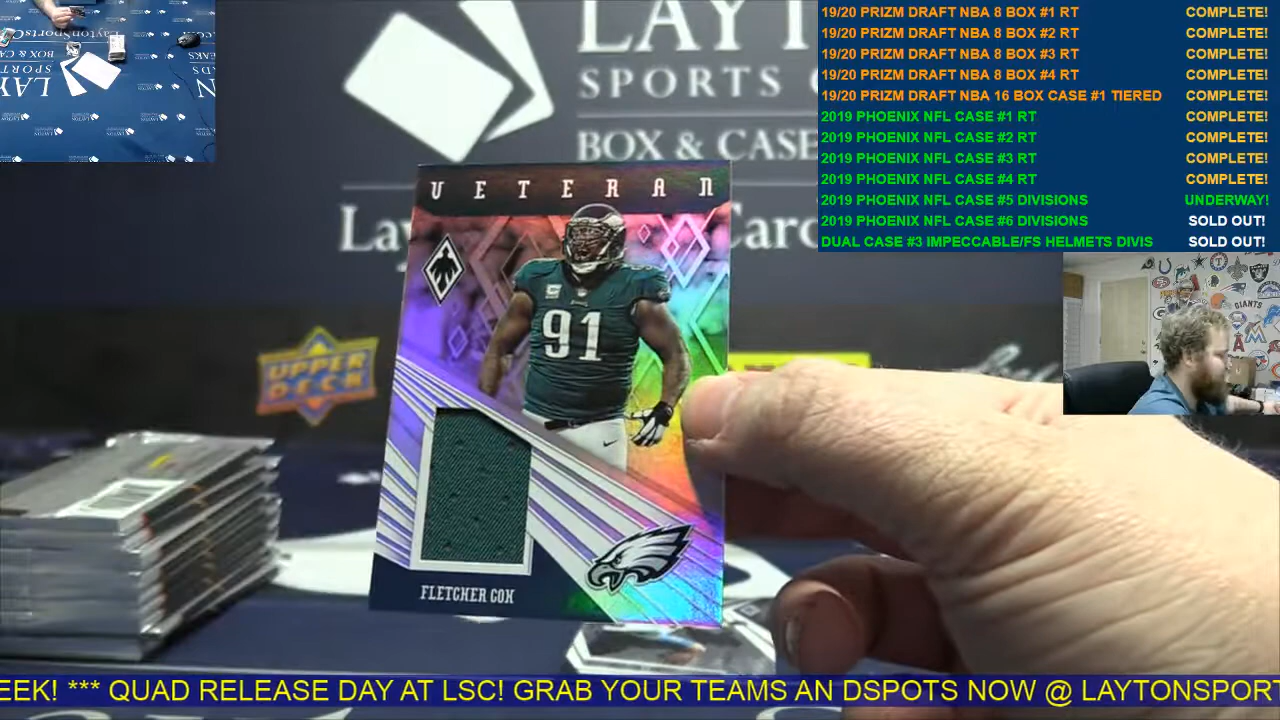 19/20 PRIZM DRAFT NBA 8 BOX #1 RT COMPLETE!
19/20 PRIZM DRAFT NBA 8 BOX #2 RT COMPLETE!
19/20 PRIZM DRAFT NBA 8 BOX #3 RT COMPLETE!
19/20 PRIZM DRAFT NBA 8 BOX #4 RT COMPLETE!
19/20 PRIZM DRAFT NBA 16 BOX CASE #1 TIERED COMPLETE!
2019 PHOENIX NFL CASE #1 RT COMPLETE!
2019 PHOENIX NFL CASE #2 RT COMPLETE!
2019 PHOENIX NFL CASE #3 RT COMPLETE!
2019 PHOENIX NFL CASE #4 RT COMPLETE!
2019 PHOENIX NFL CASE #5 DIVISIONS UNDERWAY!
2019 PHOENIX NFL CASE #6 DIVISIONS SOLD OUT!
DUAL CASE #3 IMPECCABLE/FS HELMETS DIVIS SOLD OUT!
LAYT
SPORTS C
BOX & CASE
Lay
Card
VETERAN
91
FLETCHER COX
UPPER
DECK
GIANTS
EEK! *** QUAD RELEASE DAY AT LSC! GRAB YOUR TEAMS AN DSPOTS NOW @ LAYTONSPORT